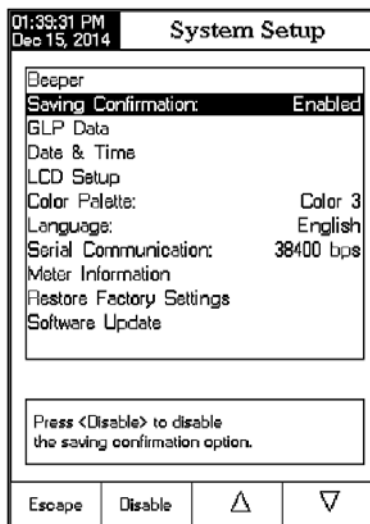 01:39:31 PM
Dec 15, 2014
System Setup
Beeper
Saving Confirmation: Enabled
GLP Data
Date & Time
LCD Setup
Color Palette: Color 3
Language: English
Serial Communication: 38400 bps
Meter Information
Restore Factory Settings
Software Update
Press <Disable> to disable
the saving confirmation option.
Escape Disable △ ▽